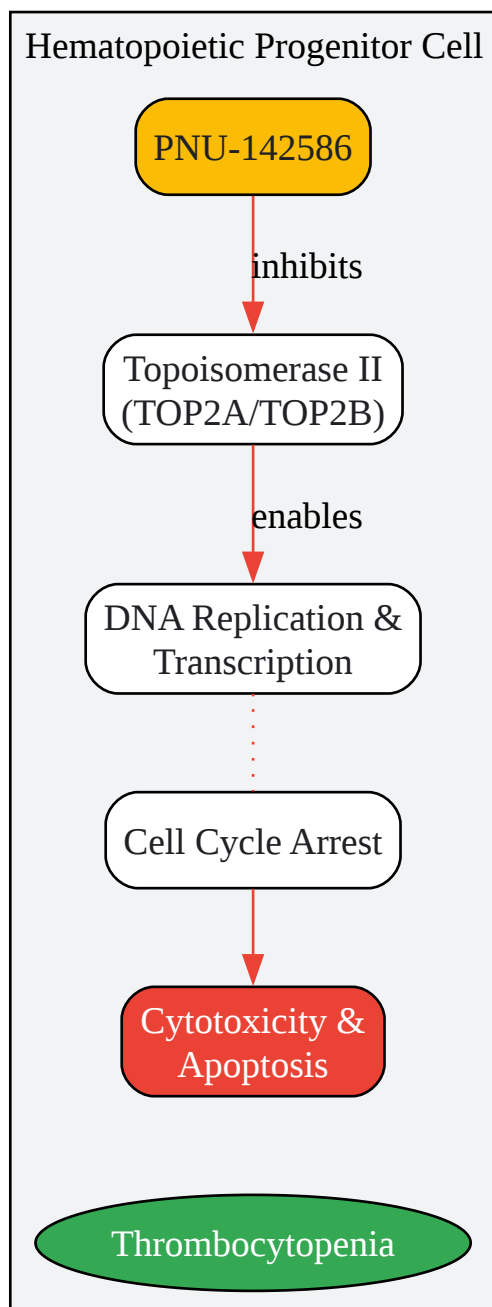 Hematopoietic Progenitor Cell
PNU-142586
inhibits
Topoisomerase II
(TOP2A/TOP2B)
enables
DNA Replication &
Transcription
Cell Cycle Arrest
Cytotoxicity &
Apoptosis
Thrombocytopenia